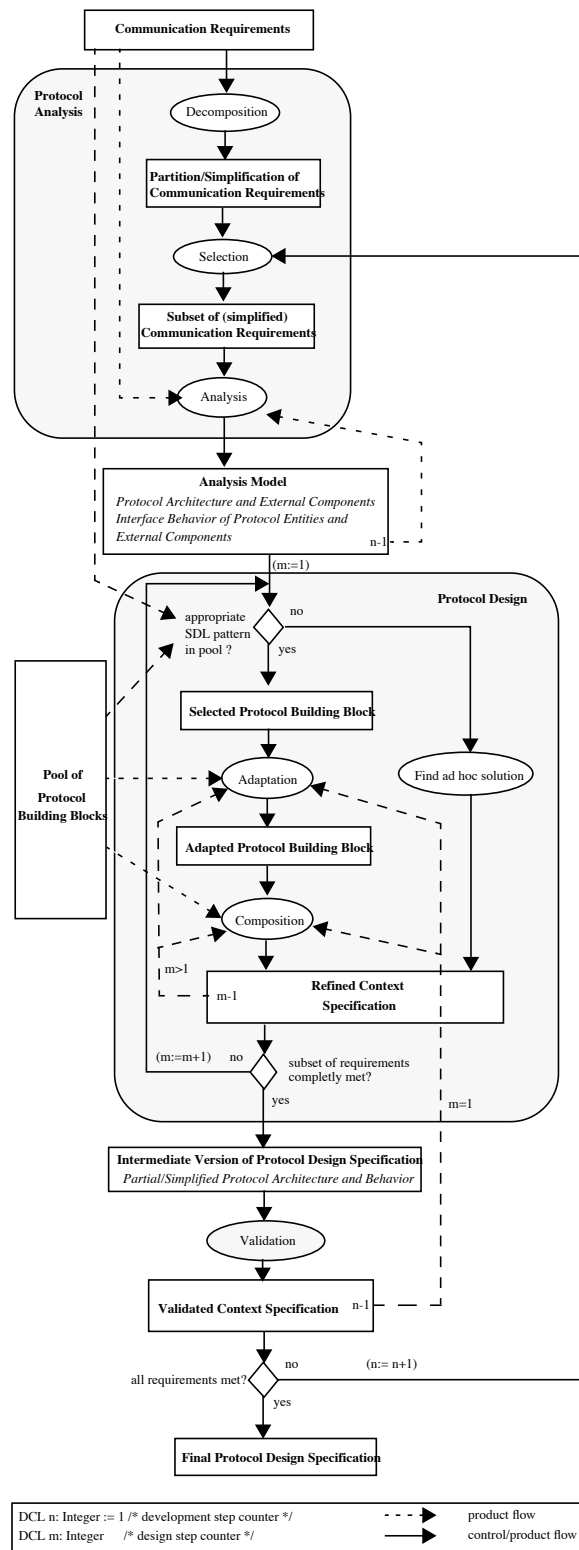 Communication Requirements
Protocol
Analysis
Decomposition
Partition/Simplification of
Communication Requirements
Selection
Subset of (simplified)
Communication Requirements
Analysis
Analysis Model
Protocol Architecture and External Components
Interface Behavior of Protocol Entities and
External Components
n-1
(m:=1)
Protocol Design
appropriate
SDL pattern
in pool ?
no
yes
Selected Protocol Building Block
Pool of
Protocol
Building Blocks
Adaptation
Find ad hoc solution
Adapted Protocol Building Block
Composition
m>1
m-1
Refined Context
Specification
(m:=m+1)
no
subset of requirements
completly met?
yes
m=1
Intermediate Version of Protocol Design Specification
Partial/Simplified Protocol Architecture and Behavior
Validation
Validated Context Specification
n-1
all requirements met?
no
(n:= n+1)
yes
Final Protocol Design Specification
DCL n: Integer := 1 /* development step counter */
DCL m: Integer /* design step counter */
product flow
control/product flow